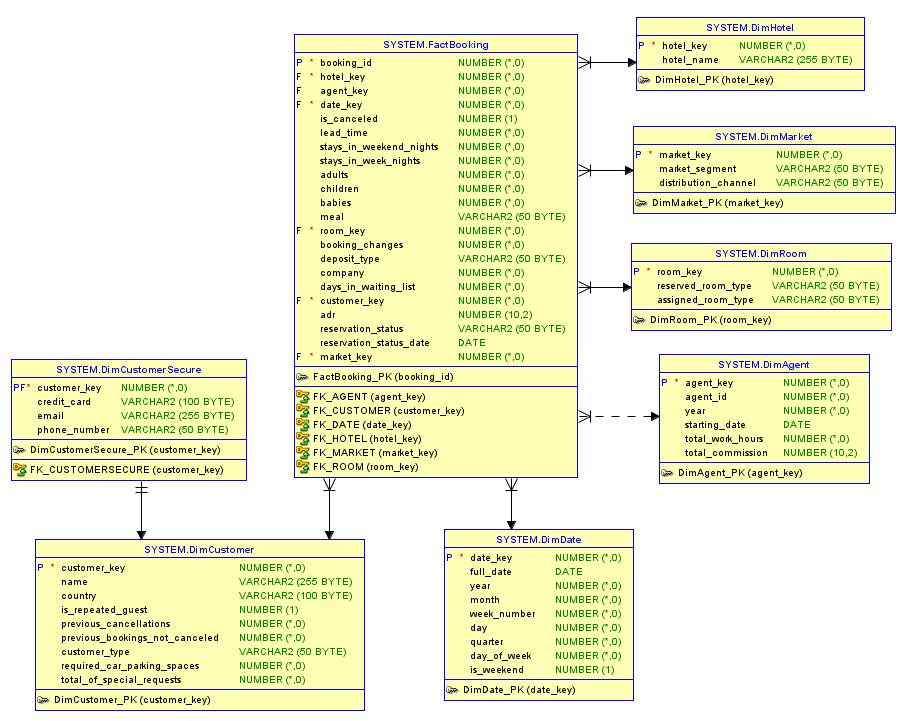 SYSTEM.FactBooking
P * booking_id NUMBER (*,0)
F * hotel_key NUMBER (*,0)
F agent_key NUMBER (*,0)
F * date_key NUMBER (*,0)
is_canceled NUMBER (1)
lead_time NUMBER (*,0)
stays_in_weekend_nights NUMBER (*,0)
stays_in_week_nights NUMBER (*,0)
adults NUMBER (*,0)
children NUMBER (*,0)
babies NUMBER (*,0)
meal VARCHAR2 (50 BYTE)
F * room_key NUMBER (*,0)
booking_changes NUMBER (*,0)
deposit_type VARCHAR2 (50 BYTE)
company NUMBER (*,0)
days_in_waiting_list NUMBER (*,0)
F * customer_key NUMBER (*,0)
adr NUMBER (10,2)
reservation_status VARCHAR2 (50 BYTE)
reservation_status_date DATE
F * market_key NUMBER (*,0)
FactBooking_PK (booking_id)
FK_AGENT (agent_key)
FK_CUSTOMER (customer_key)
FK_DATE (date_key)
FK_HOTEL (hotel_key)
FK_MARKET (market_key)
FK_ROOM (room_key)
SYSTEM.DimHotel
P * hotel_key NUMBER (*,0)
hotel_name VARCHAR2 (255 BYTE)
DimHotel_PK (hotel_key)
SYSTEM.DimMarket
P * market_key NUMBER (*,0)
market_segment VARCHAR2 (50 BYTE)
distribution_channel VARCHAR2 (50 BYTE)
DimMarket_PK (market_key)
SYSTEM.DimRoom
P * room_key NUMBER (*,0)
reserved_room_type VARCHAR2 (50 BYTE)
assigned_room_type VARCHAR2 (50 BYTE)
DimRoom_PK (room_key)
SYSTEM.DimAgent
P * agent_key NUMBER (*,0)
agent_id NUMBER (*,0)
year NUMBER (*,0)
starting_date DATE
total_work_hours NUMBER (*,0)
total_commission NUMBER (10,2)
DimAgent_PK (agent_key)
SYSTEM.DimCustomerSecure
PF* customer_key NUMBER (*,0)
credit_card VARCHAR2 (100 BYTE)
email VARCHAR2 (255 BYTE)
phone_number VARCHAR2 (50 BYTE)
DimCustomerSecure_PK (customer_key)
FK_CUSTOMERSECURE (customer_key)
SYSTEM.DimCustomer
P * customer_key NUMBER (*,0)
name VARCHAR2 (255 BYTE)
country VARCHAR2 (100 BYTE)
is_repeated_guest NUMBER (1)
previous_cancellations NUMBER (*,0)
previous_bookings_not_canceled NUMBER (*,0)
customer_type VARCHAR2 (50 BYTE)
required_car_parking_spaces NUMBER (*,0)
total_of_special_requests NUMBER (*,0)
DimCustomer_PK (customer_key)
SYSTEM.DimDate
P * date_key NUMBER (*,0)
full_date DATE
year NUMBER (*,0)
month NUMBER (*,0)
week_number NUMBER (*,0)
day NUMBER (*,0)
quarter NUMBER (*,0)
day_of_week NUMBER (*,0)
is_weekend NUMBER (1)
DimDate_PK (date_key)